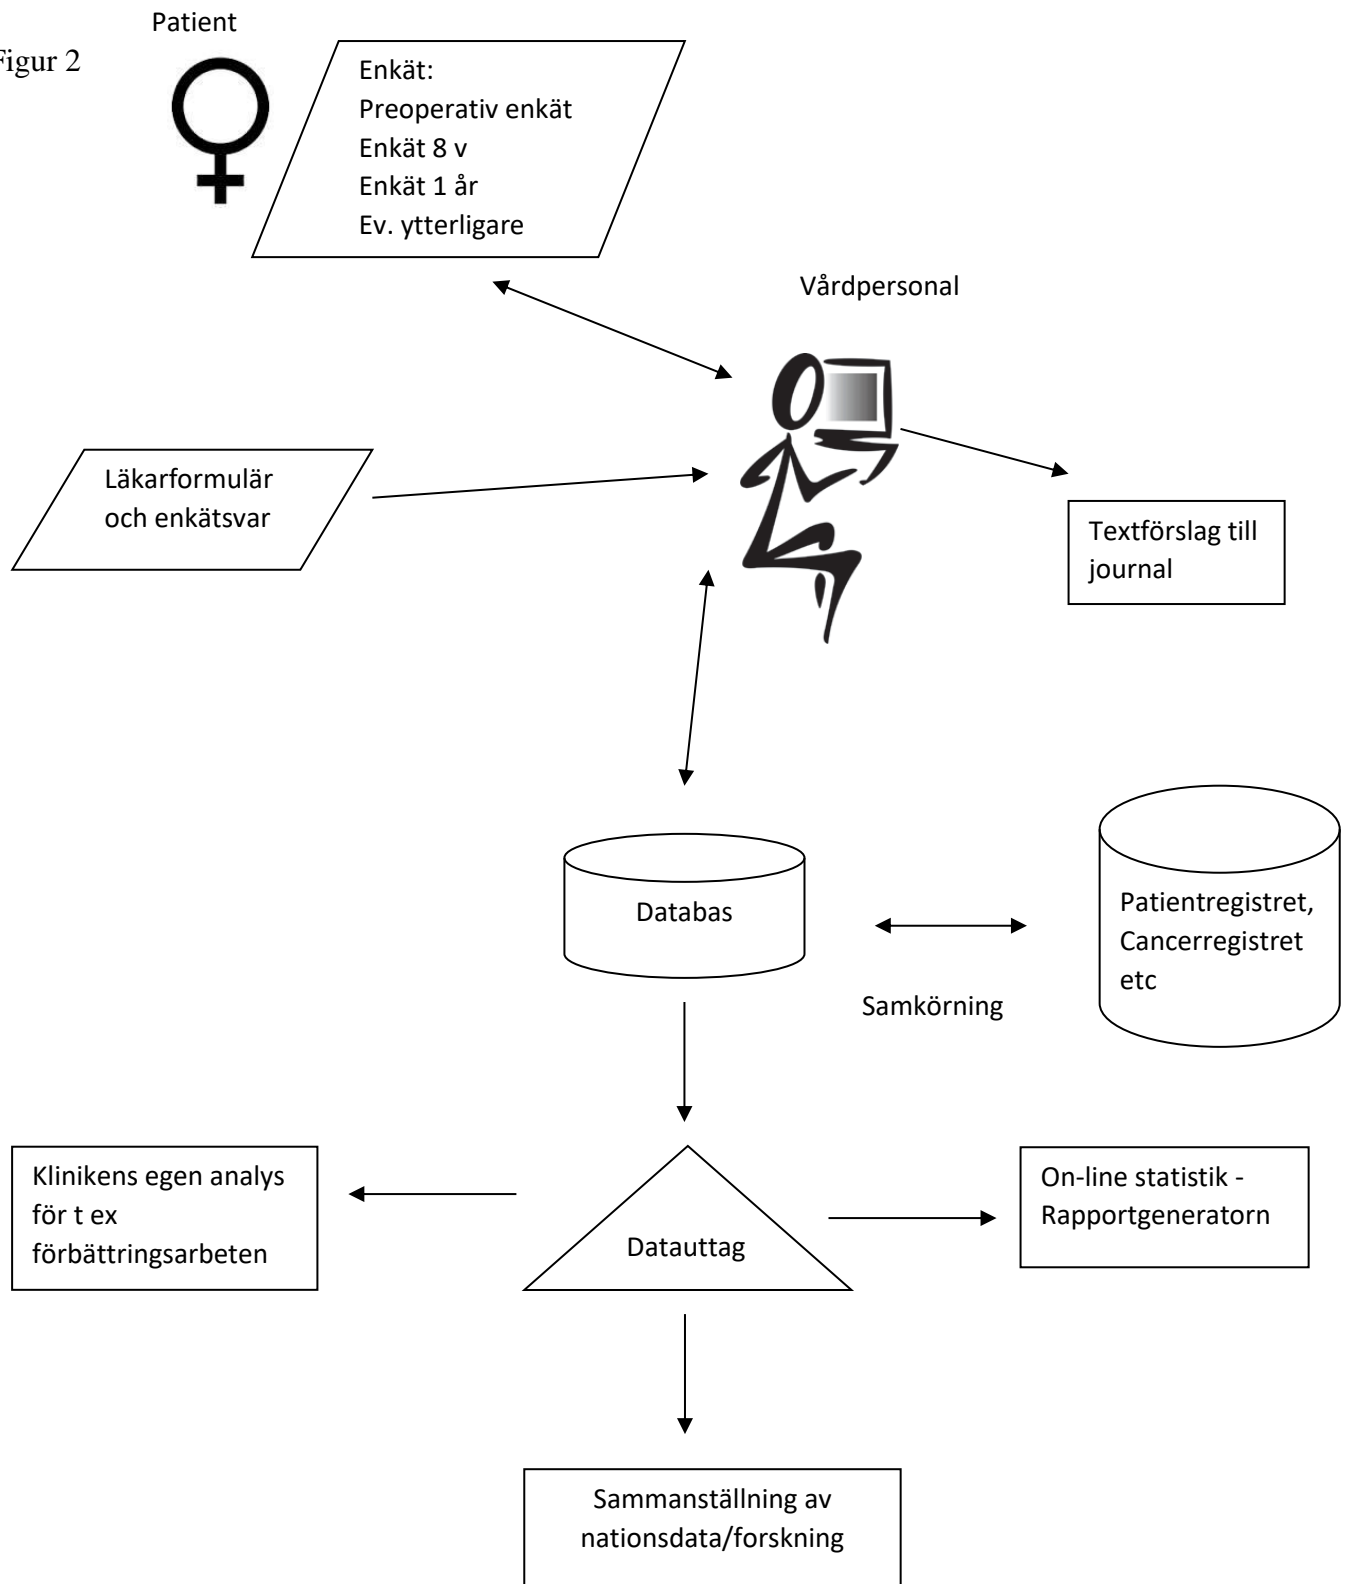 Patient
Figur 2
Enkät:
Preoperativ enkät
Enkät 8 v
Enkät 1 år
Ev. ytterligare
Vårdpersonal
Läkarformulär
och enkätsvar
Textförslag till
journal
Databas
Patientregistret,
Cancerregistret
etc
Samkörning
Klinikens egen analys
för t ex
förbättringsarbeten
Datauttag
On-line statistik -
Rapportgeneratorn
Sammanställning av
nationsdata/forskning